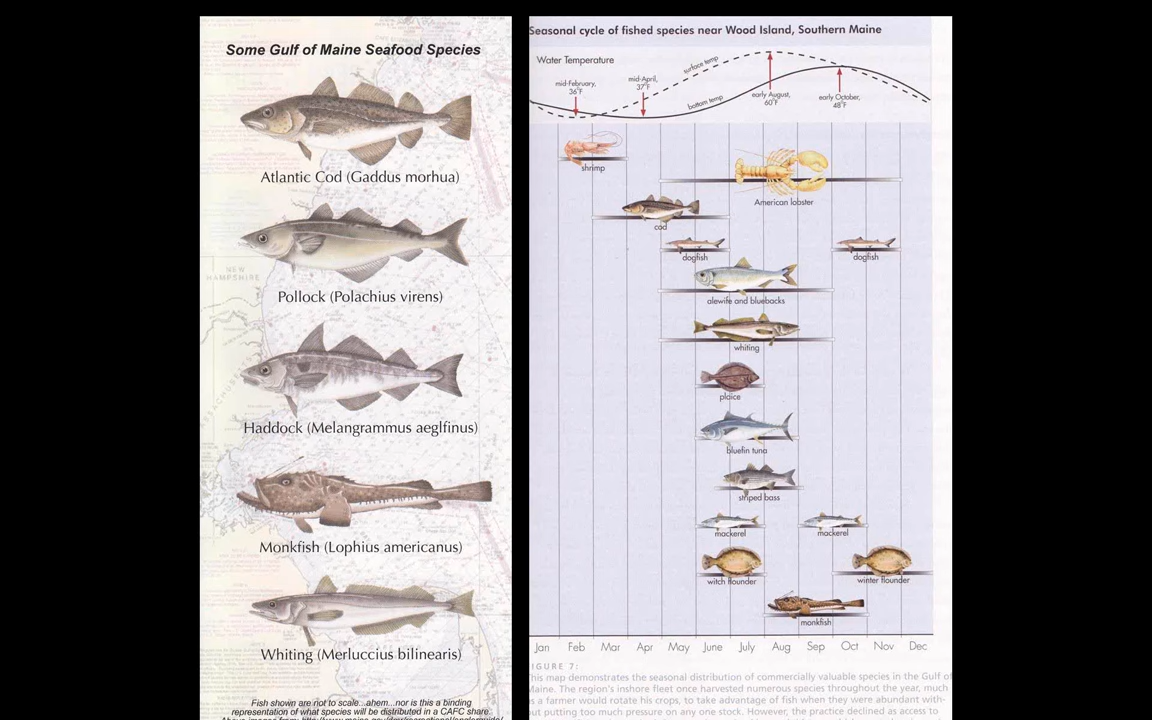 Some Gulf of Maine Seafood Species
Atlantic Cod (Gaddus morhua)
NEW
HAMPSHIRE
Pollock (Polachius virens)
Haddock (Melangrammus aeglfinus)
Monkfish (Lophius americanus)
Whiting (Merluccius bilinearis)
Fish shown are not to scale...ahem...nor is this a binding
representation of what species will be distributed in a CAFC share.
Seasonal cycle of fished species near Wood Island, Southern Maine
Water Temperature
surface temp
bottom temp
mid-February,
36°F
mid-April,
37°F
early August,
60°F
early October,
48°F
shrimp
American lobster
cod
dogfish
dogfish
alewife and bluebacks
whiting
plaice
bluefin tuna
striped bass
mackerel
mackerel
witch flounder
winter flounder
monkfish
Jan Feb Mar Apr May June July Aug Sep Oct Nov Dec
IGURE 7:
his map demonstrates the seasonal distribution of commercially valuable species in the Gulf of
Maine. The region's inshore fleet once harvested numerous species throughout the year, much
as a farmer would rotate his crops, to take advantage of fish when they were abundant with-
out putting too much pressure on any one stock. However, the practice declined as access to